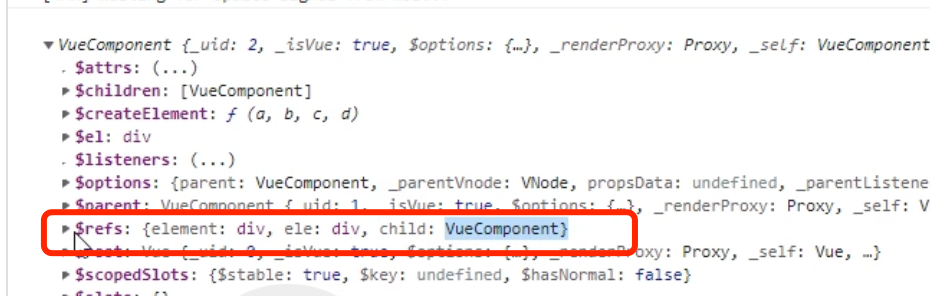 ▼VueComponent {_uid: 2, _isVue: true, $options: {…}, _renderProxy: Proxy, _self: VueComponent
$attrs: (...)
▶$children: [VueComponent]
▶$createElement: ƒ (a, b, c, d)
▶$el: div
$listeners: (...)
▶$options: {parent: VueComponent, _parentVnode: VNode, propsData: undefined, _parentListene
▶$parent: VueComponent {_uid: 1, _isVue: true, $options: {…}, _renderProxy: Proxy, _self: V
▶$refs: {element: div, ele: div, child: VueComponent}
Vue {_uid: 0, _isVue: true, $options: {…}, _renderProxy: Proxy, _self: Vue, …}
▶$scopedSlots: {$stable: true, $key: undefined, $hasNormal: false}